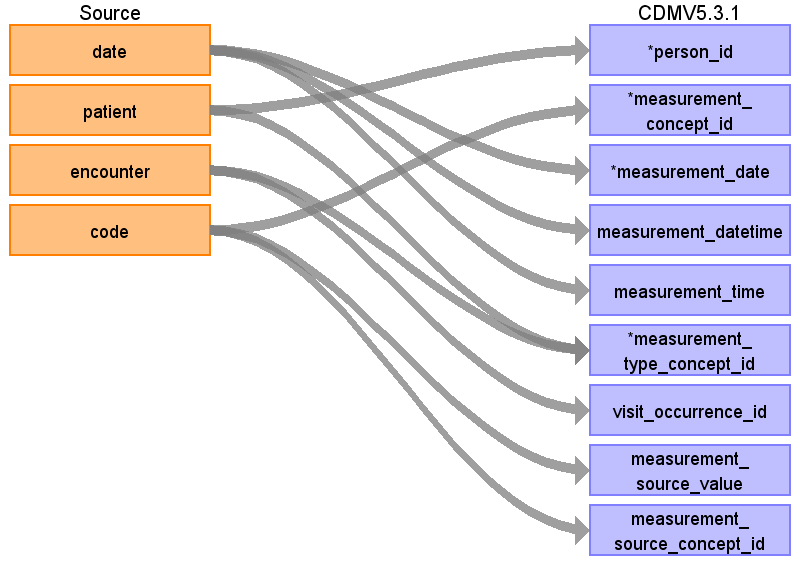 Source
CDMV5.3.1
date
patient
encounter
code
*person_id
*measurement_
concept_id
*measurement_date
measurement_datetime
measurement_time
*measurement_
type_concept_id
visit_occurrence_id
measurement_
source_value
measurement_
source_concept_id